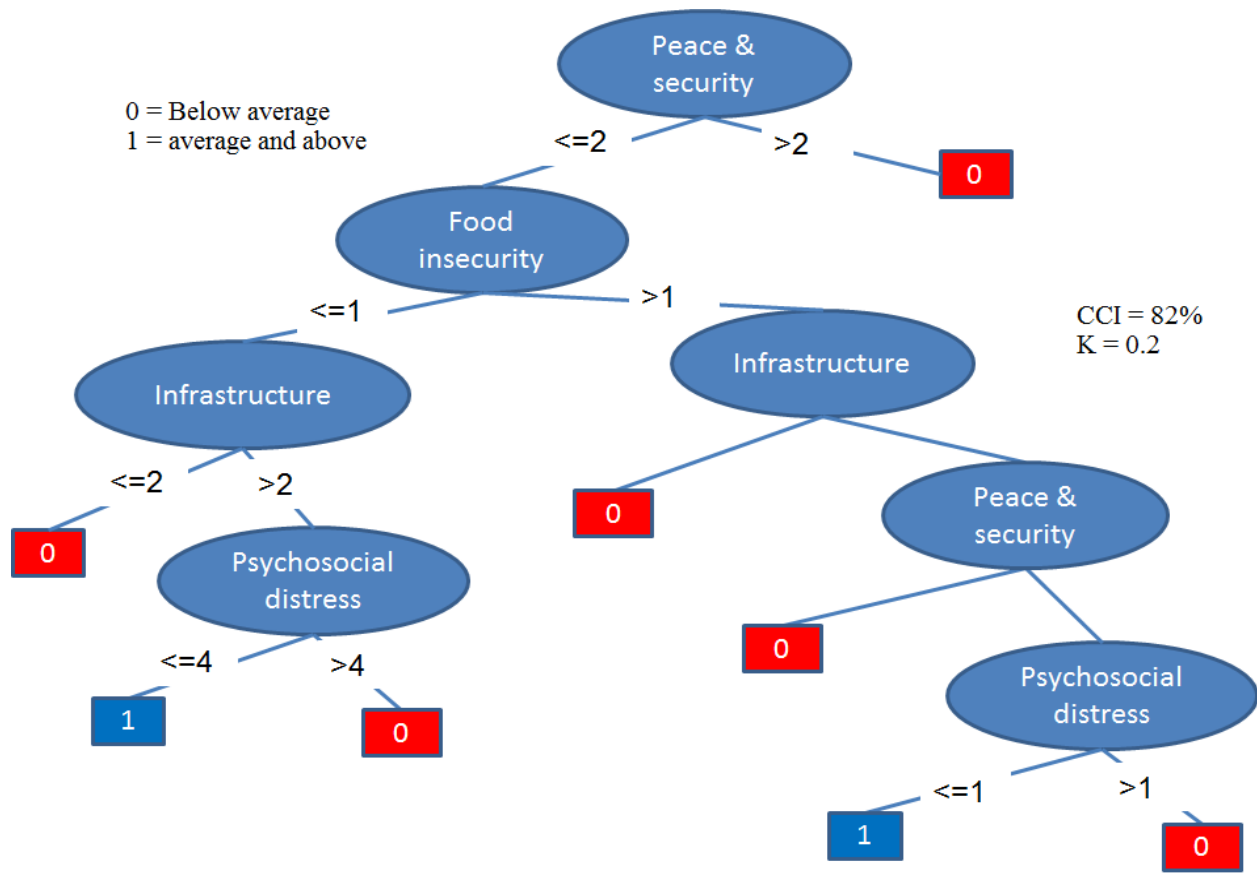 Peace &
security
0 = Below average
1 = average and above
<=2
>2
0
Food
insecurity
<=1
>1
CCI = 82%
K = 0.2
Infrastructure
Infrastructure
<=2
>2
0
0
Peace &
security
Psychosocial
distress
0
<=4
>4
1
0
Psychosocial
distress
<=1
>1
1
0